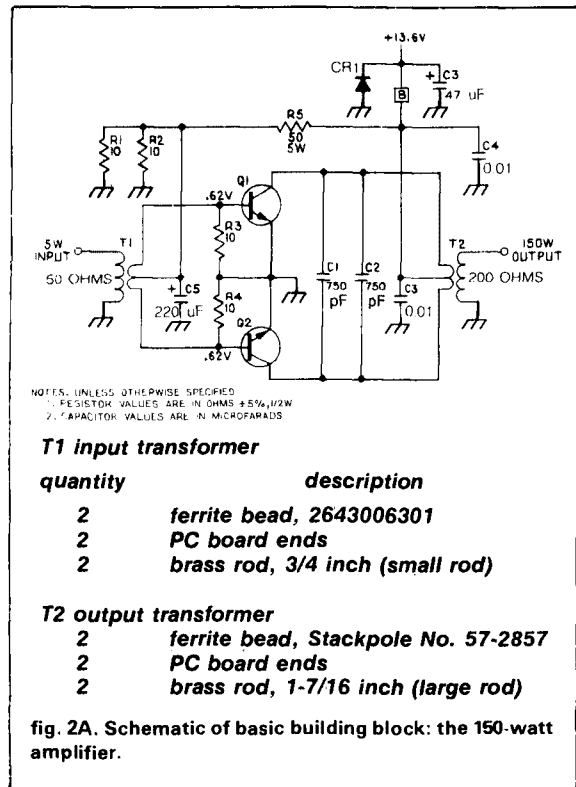 +13.6V
CR1
+ C3
47 uF
B
R5
50
5W
R1
10
R2
10
C4
0.01
Q1
.62V
R3
10
5W
INPUT
T1
50 OHMS
+ C5
220 uF
R4
10
C1
750
pF
C2
750
pF
C3
0.01
T2
150W
OUTPUT
200 OHMS
Q2
.62V
NOTES. UNLESS OTHERWISE SPECIFIED
1. RESISTOR VALUES ARE IN OHMS ±5%,1/2W
2. CAPACITOR VALUES ARE IN MICROFARADS
T1 input transformer
quantity description
2 ferrite bead, 2643006301
2 PC board ends
2 brass rod, 3/4 inch (small rod)
T2 output transformer
2 ferrite bead, Stackpole No. 57-2857
2 PC board ends
2 brass rod, 1-7/16 inch (large rod)
fig. 2A. Schematic of basic building block: the 150-watt
amplifier.